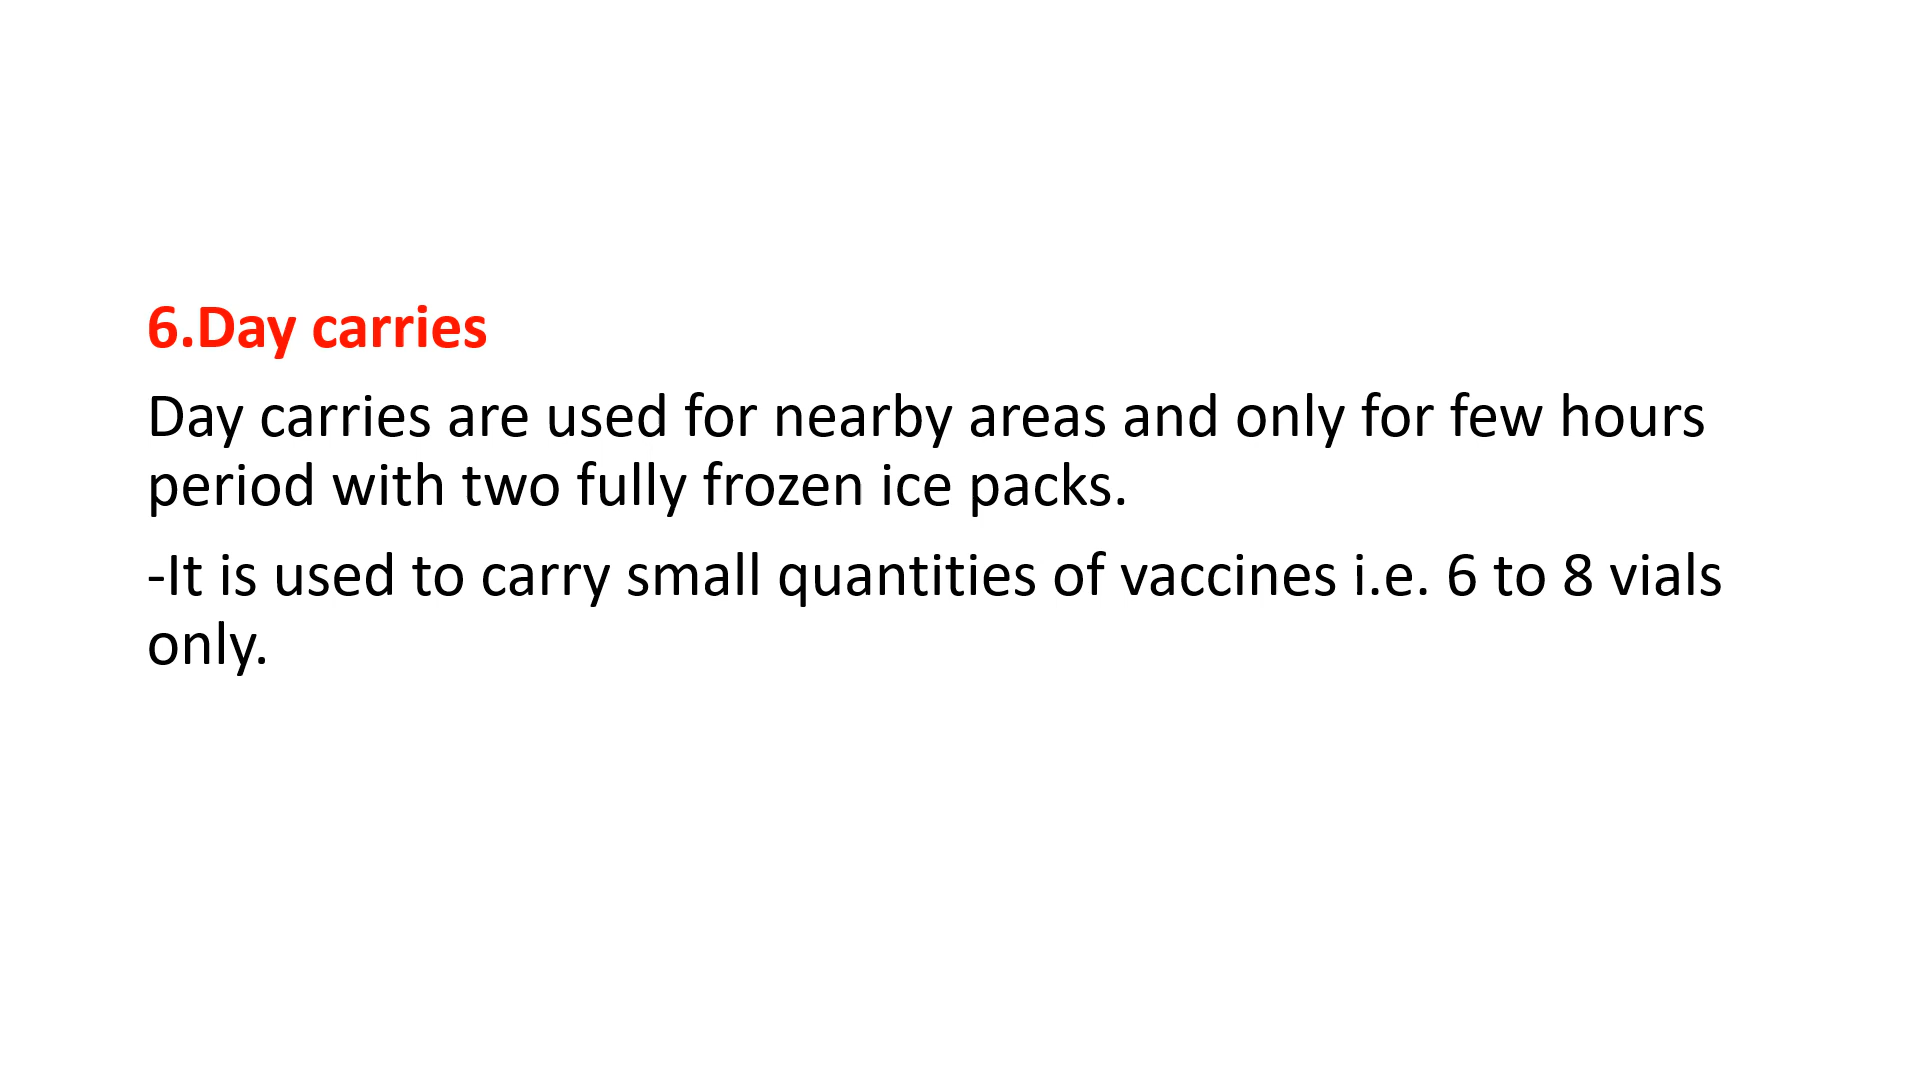 6.Day carries
Day carries are used for nearby areas and only for few hours
period with two fully frozen ice packs.
-It is used to carry small quantities of vaccines i.e. 6 to 8 vials
only.